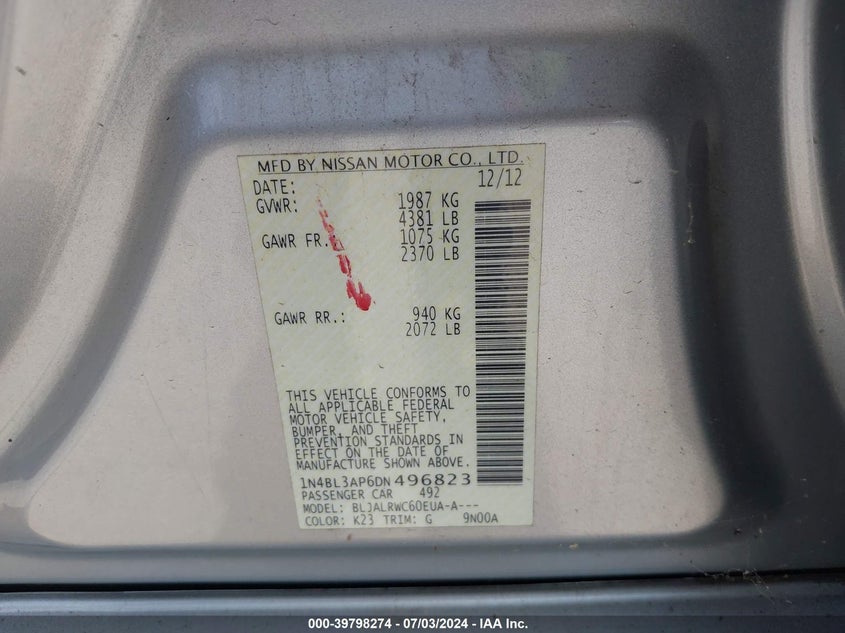 MFD BY NISSAN MOTOR CO., LTD.
DATE: 12/12
GVWR: 1987 KG
4381 LB
GAWR FR.: 1075 KG
2370 LB
GAWR RR.: 940 KG
2072 LB
THIS VEHICLE CONFORMS TO
ALL APPLICABLE FEDERAL
MOTOR VEHICLE SAFETY,
BUMPER, AND THEFT
PREVENTION STANDARDS IN
EFFECT ON THE DATE OF
MANUFACTURE SHOWN ABOVE.
1N4BL3AP6DN496823
PASSENGER CAR 492
MODEL: BLJALRWC60EUA-A---
COLOR: K23 TRIM: G 9N00A
000-39798274 / 07/03/2024 - IAA Inc.